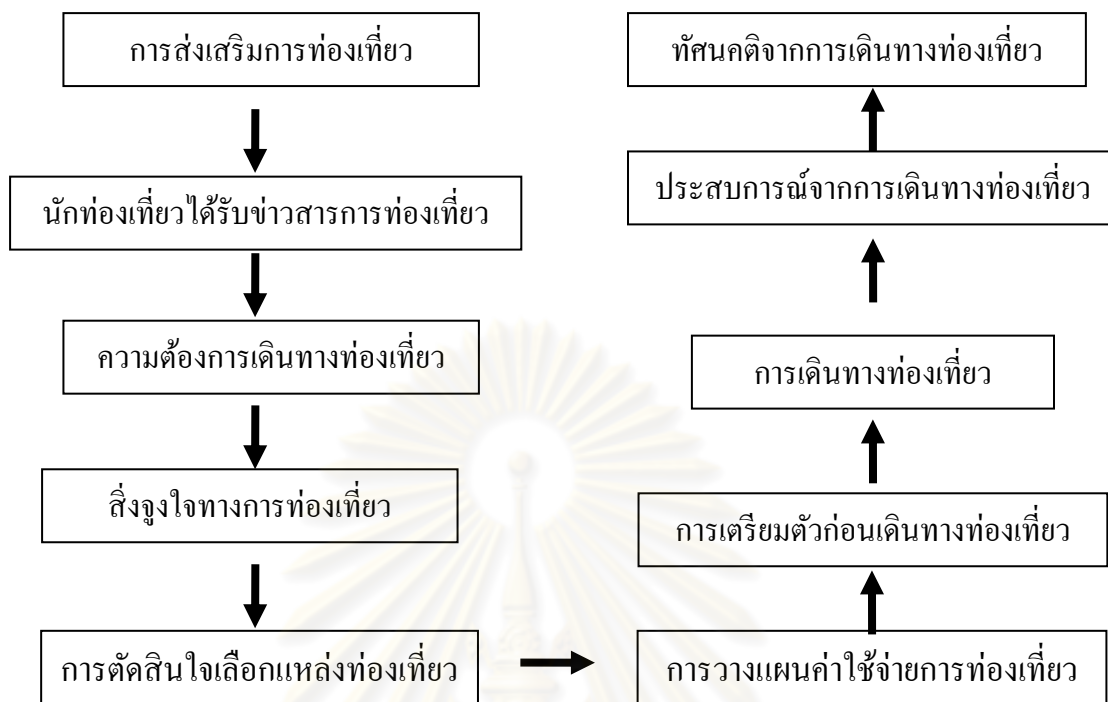 การส่งเสริมการท่องเที่ยว
นักท่องเที่ยวได้รับข่าวสารการท่องเที่ยว
ความต้องการเดินทางท่องเที่ยว
สิ่งจูงใจทางการท่องเที่ยว
การตัดสินใจเลือกแหล่งท่องเที่ยว
การวางแผนค่าใช้จ่ายการท่องเที่ยว
การเตรียมตัวก่อนเดินทางท่องเที่ยว
การเดินทางท่องเที่ยว
ประสบการณ์จากการเดินทางท่องเที่ยว
ทัศนคติจากการเดินทางท่องเที่ยว